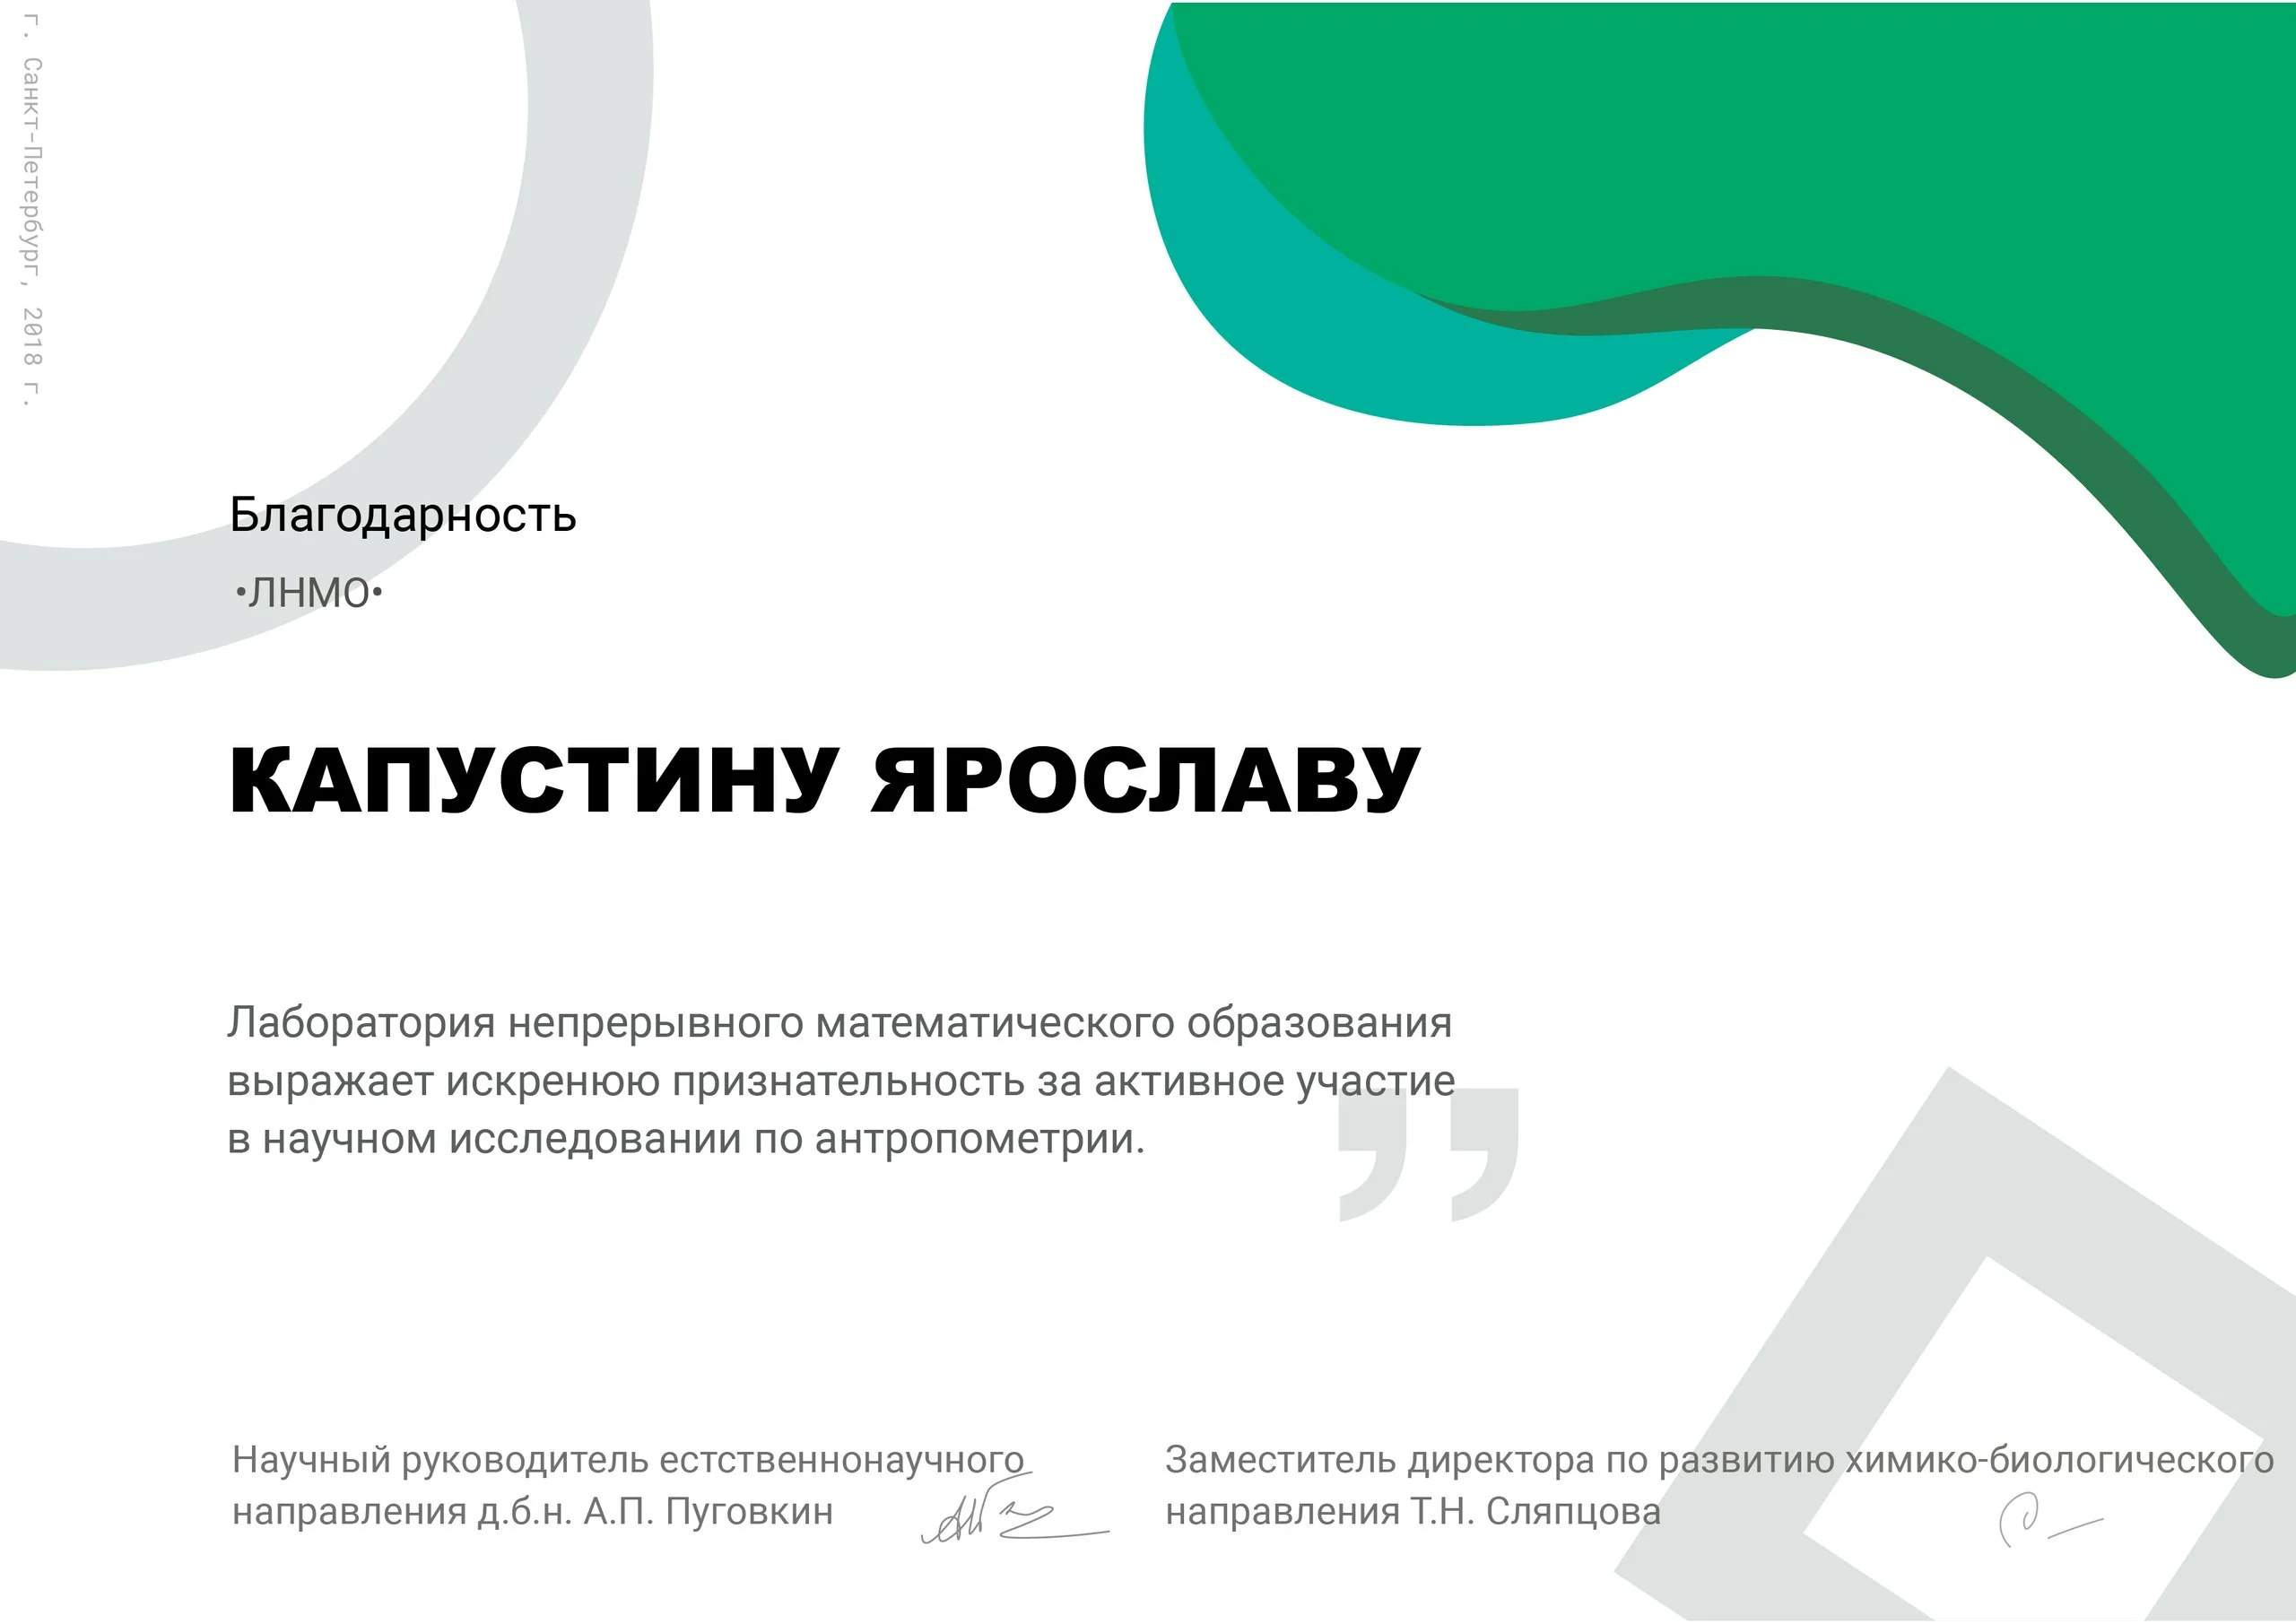 г. Санкт-Петербург, 2018 г.
Благодарность
•ЛНМО•
КАПУСТИНУ ЯРОСЛАВУ
Лаборатория непрерывного математического образования
выражает искренюю признательность за активное участие
в научном исследовании по антропометрии.
Научный руководитель естственнонаучного
направления д.б.н. А.П. Пуговкин
Заместитель директора по развитию химико-биологического
направления Т.Н. Сляпцова